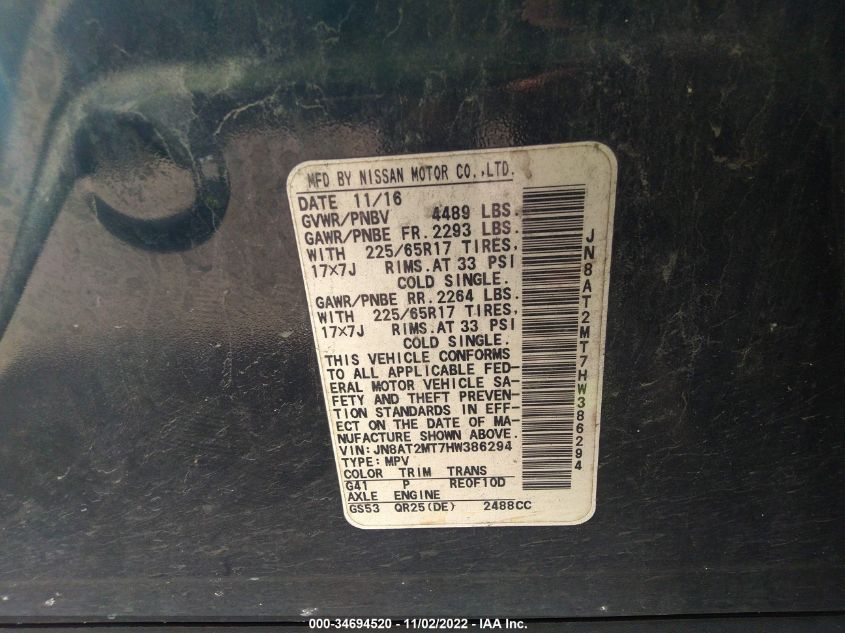 MFD BY NISSAN MOTOR CO.,LTD.
DATE 11/16
GVWR/PNBV 4489 LBS.
GAWR/PNBE FR. 2293 LBS.
WITH 225/65R17 TIRES,
17×7J RIMS. AT 33 PSI
COLD SINGLE.
GAWR/PNBE RR. 2264 LBS.
WITH 225/65R17 TIRES,
17×7J RIMS. AT 33 PSI
COLD SINGLE.
THIS VEHICLE CONFORMS
TO ALL APPLICABLE FED-
ERAL MOTOR VEHICLE SA-
FETY AND THEFT PREVEN-
TION STANDARDS IN EFF-
ECT ON THE DATE OF MA-
NUFACTURE SHOWN ABOVE.
VIN:JN8AT2MT7HW386294
TYPE:MPV
COLOR TRIM TRANS
G41 P RE0F10D
AXLE ENGINE
GS53 QR25(DE) 2488CC
JN8AT2MT7HW386294
000-34694520 - 11/02/2022 - IAA Inc.